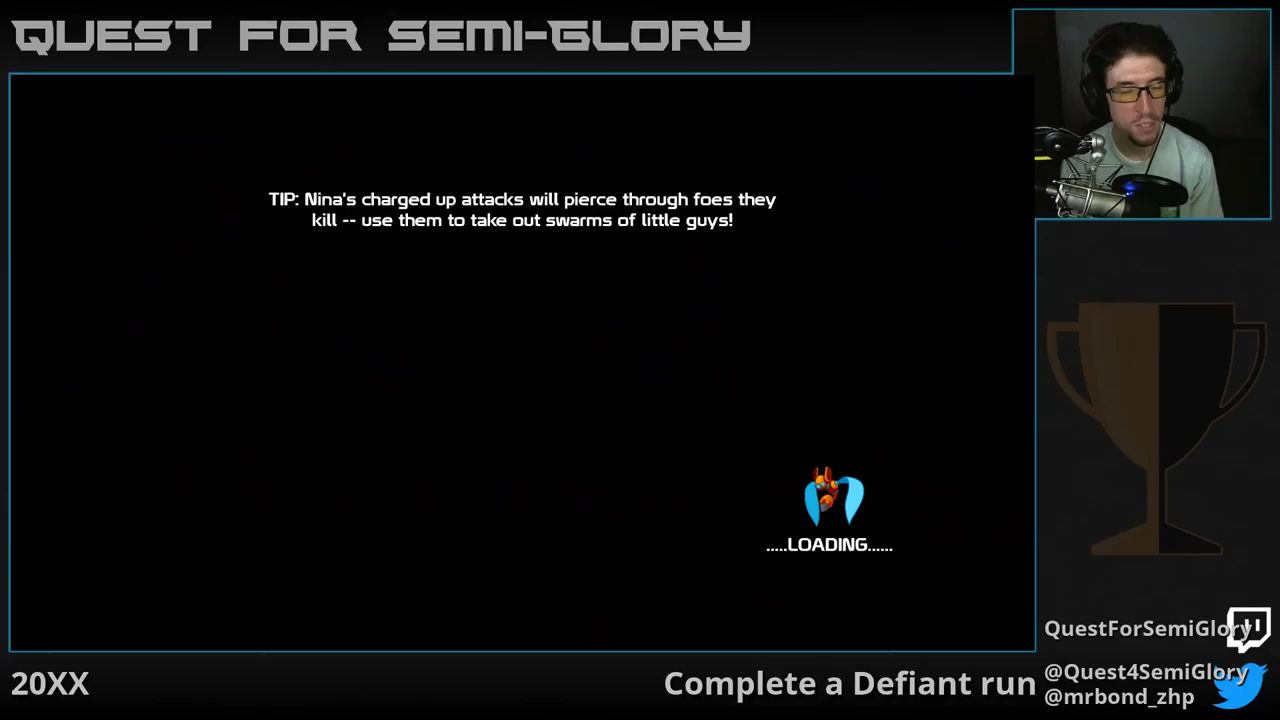 QUEST FOR SEMI-GLORY
TIP: Nina's charged up attacks will pierce through foes they
kill -- use them to take out swarms of little guys!
.....LOADING......
QuestForSemiGlory
@Quest4SemiGlory
@mrbond_zhp
20XX
Complete a Defiant run